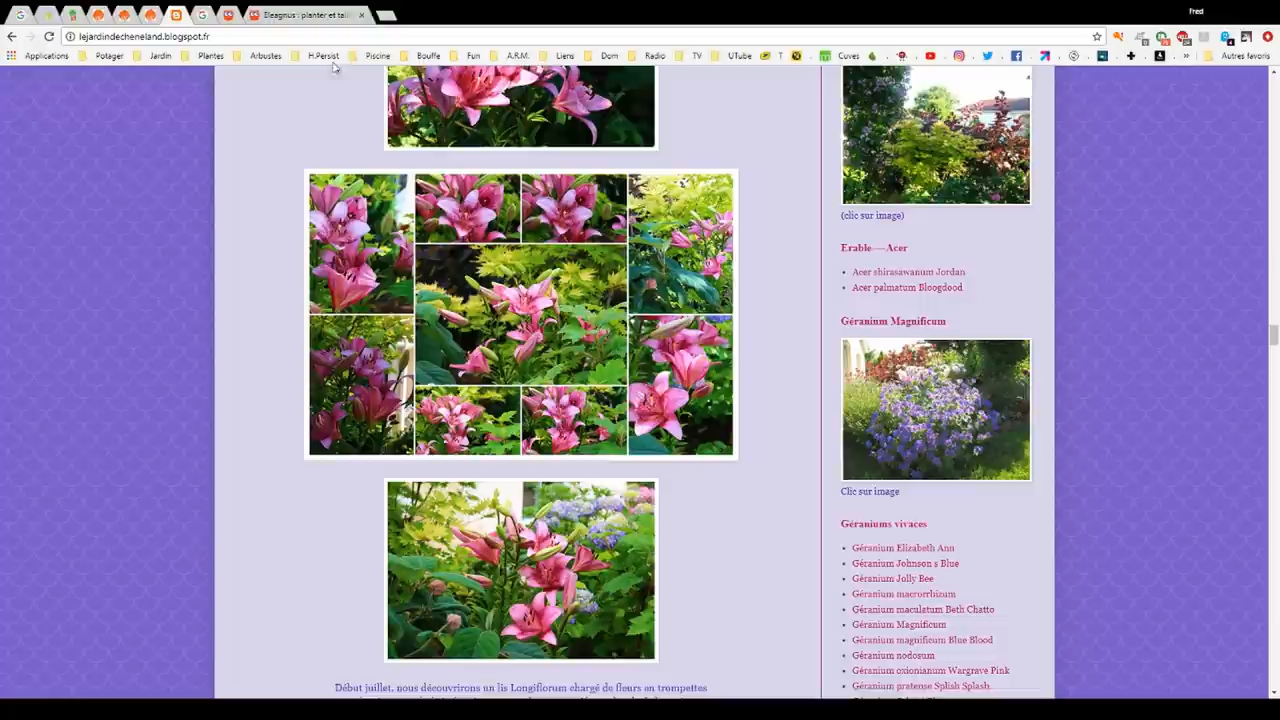 Fred
Eleagnus : planter et tail
lejardindecheneland.blogspot.fr
Applications Potager Jardin Plantes Arbustes H.Persist Piscine Bouffe Fun A.R.M. Liens Dom Radio TV UTube T Cuves » Autres favoris
(clic sur image)
Erable---Acer
Acer shirasawanum Jordan
Acer palmatum Bloogdood
Géranium Magnificum
Clic sur image
Géraniums vivaces
Géranium Elizabeth Ann
Géranium Johnson s Blue
Géranium Jolly Bee
Géranium macrorrhizum
Géranium maculatum Beth Chatto
Géranium Magnificum
Géranium magnificum Blue Blood
Géranium nodosum
Géranium oxionianum Wargrave Pink
Géranium pratense Splish Splash
Début juillet, nous découvrirons un lis Longiflorum chargé de fleurs en trompettes